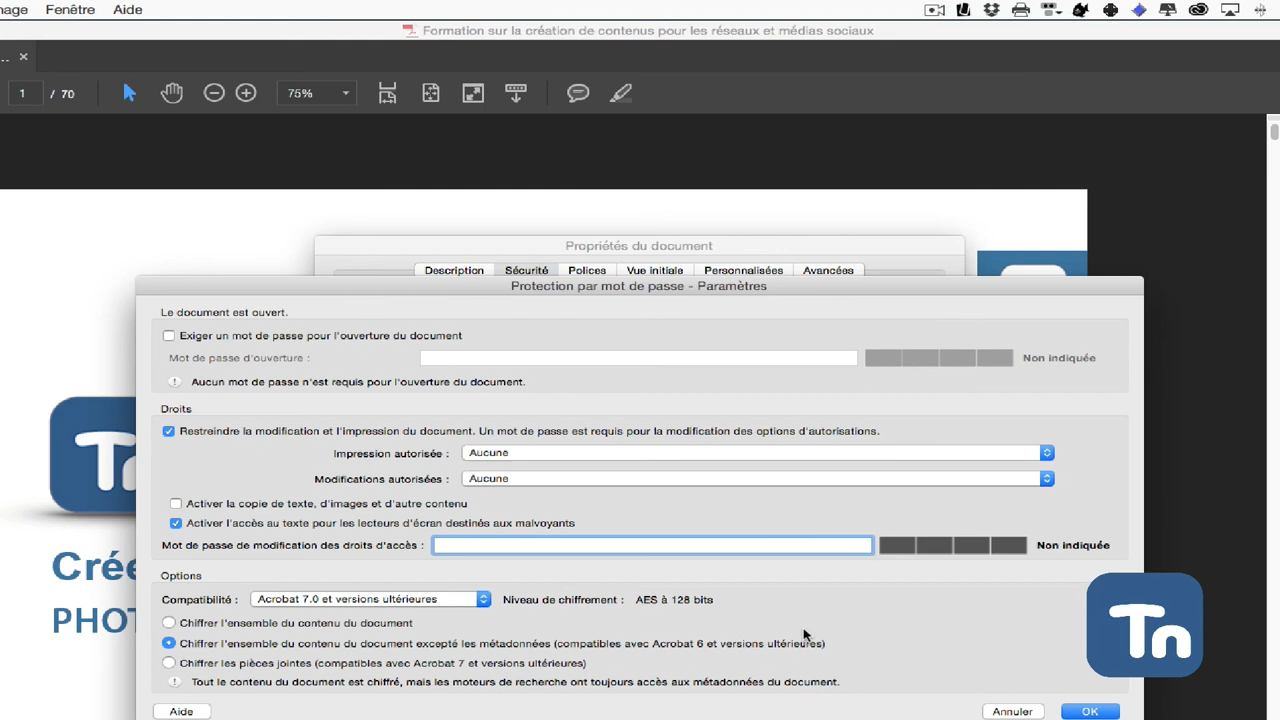 nage Fenêtre Aide
Formation sur la création de contenus pour les réseaux et médias sociaux
... ×
1 / 70 75%
Propriétés du document
Description Sécurité Polices Vue initiale Personnalisées Avancées
Protection par mot de passe - Paramètres
Le document est ouvert.
Exiger un mot de passe pour l'ouverture du document
Mot de passe d'ouverture : Non indiquée
Aucun mot de passe n'est requis pour l'ouverture du document.
Droits
Restreindre la modification et l'impression du document. Un mot de passe est requis pour la modification des options d'autorisations.
Impression autorisée : Aucune
Modifications autorisées : Aucune
Activer la copie de texte, d'images et d'autre contenu
Activer l'accès au texte pour les lecteurs d'écran destinés aux malvoyants
Mot de passe de modification des droits d'accès : Non indiquée
Options
Compatibilité : Acrobat 7.0 et versions ultérieures Niveau de chiffrement : AES à 128 bits
Chiffrer l'ensemble du contenu du document
Chiffrer l'ensemble du contenu du document excepté les métadonnées (compatibles avec Acrobat 6 et versions ultérieures)
Chiffrer les pièces jointes (compatibles avec Acrobat 7 et versions ultérieures)
Tout le contenu du document est chiffré, mais les moteurs de recherche ont toujours accès aux métadonnées du document.
Aide Annuler OK
Tn
Crée
PHOT
Tn